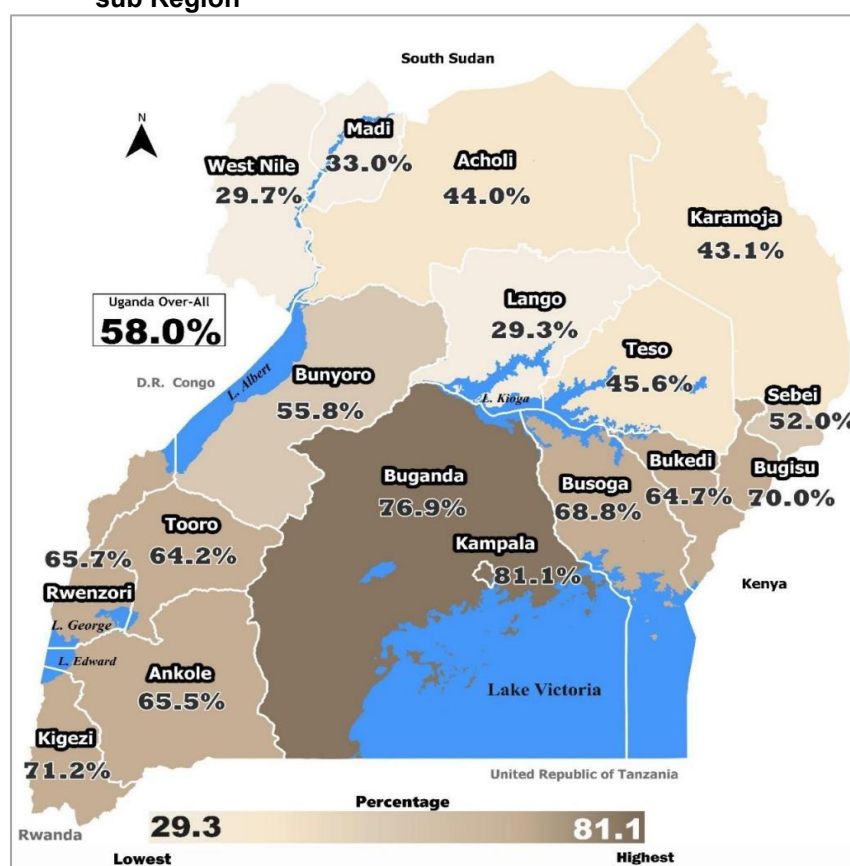 sub Region
South Sudan
N
Madi
33.0%
West Nile
29.7%
Acholi
44.0%
Karamoja
43.1%
Uganda Over-All
58.0%
Lango
29.3%
Teso
45.6%
D.R. Congo
L. Albert
Bunyoro
55.8%
L. Kioga
Sebei
52.0%
Buganda
76.9%
Busoga
68.8%
Bukedi
64.7%
Bugisu
70.0%
Tooro
64.2%
65.7%
Rwenzori
Kampala
81.1%
Kenya
L. George
L. Edward
Ankole
65.5%
Lake Victoria
Kigezi
71.2%
United Republic of Tanzania
Percentage
29.3
81.1
Rwanda
Lowest
Highest